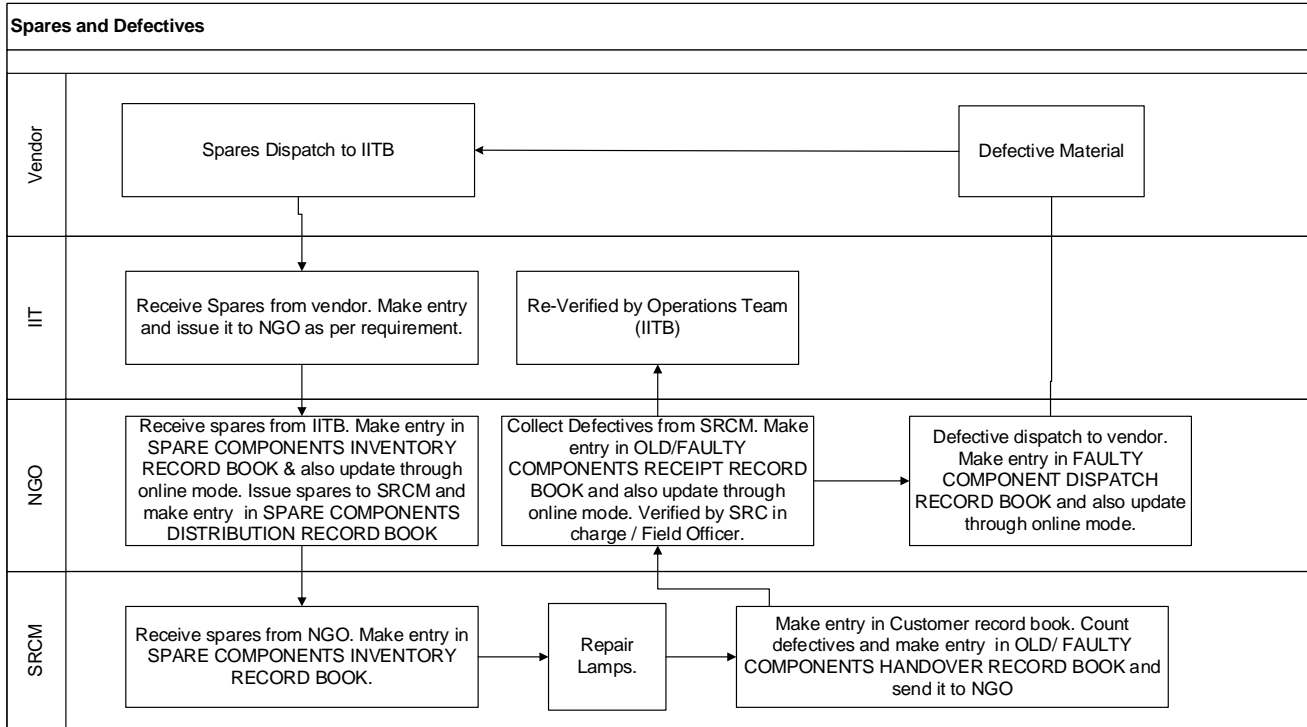 Spares and Defectives
Vendor
Spares Dispatch to IITB
Defective Material
IIT
Receive Spares from vendor. Make entry
and issue it to NGO as per requirement.
Re-Verified by Operations Team
(IITB)
NGO
Receive spares from IITB. Make entry in
SPARE COMPONENTS INVENTORY
RECORD BOOK & also update through
online mode. Issue spares to SRCM and
make entry in SPARE COMPONENTS
DISTRIBUTION RECORD BOOK
Collect Defectives from SRCM. Make
entry in OLD/FAULTY
COMPONENTS RECEIPT RECORD
BOOK and also update through
online mode. Verified by SRC in
charge / Field Officer.
Defective dispatch to vendor.
Make entry in FAULTY
COMPONENT DISPATCH
RECORD BOOK and also update
through online mode.
SRCM
Receive spares from NGO. Make entry in
SPARE COMPONENTS INVENTORY
RECORD BOOK.
Repair
Lamps.
Make entry in Customer record book. Count
defectives and make entry in OLD/ FAULTY
COMPONENTS HANDOVER RECORD BOOK and
send it to NGO